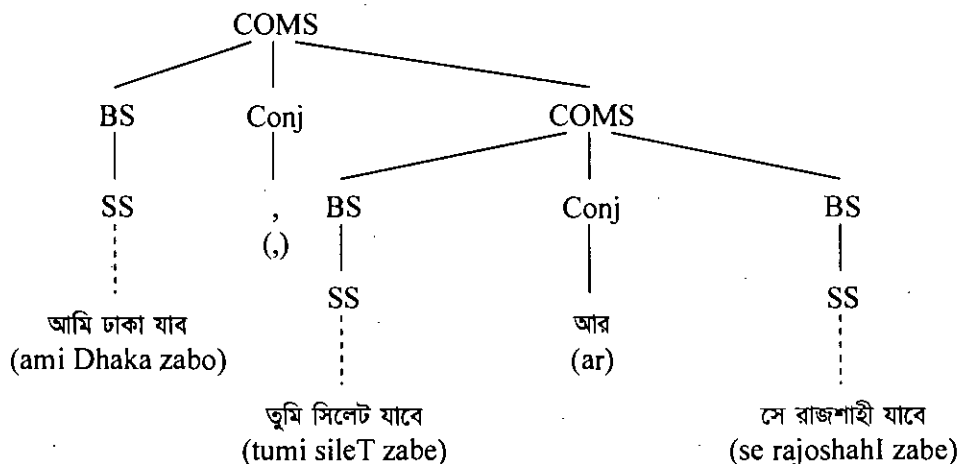 COMS
BS Conj COMS
SS , BS Conj BS
(,)
SS আর SS
আমি ঢাকা যাব
(ami Dhaka zabo) (ar)
তুমি সিলেট যাবে সে রাজশাহী যাবে
(tumi sileT zabe) (se rajoshahI zabe)